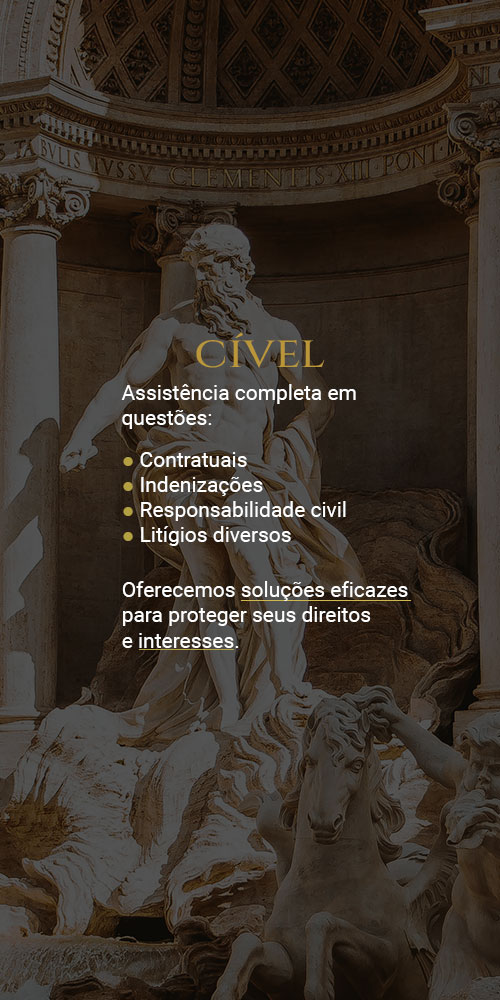 BVLIS IVSSV CLEMENTIS XIII PONT M
CÍVEL
Assistência completa em
questões:
Contratuais
Indenizações
Responsabilidade civil
Litígios diversos
Oferecemos soluções eficazes
para proteger seus direitos
e interesses.